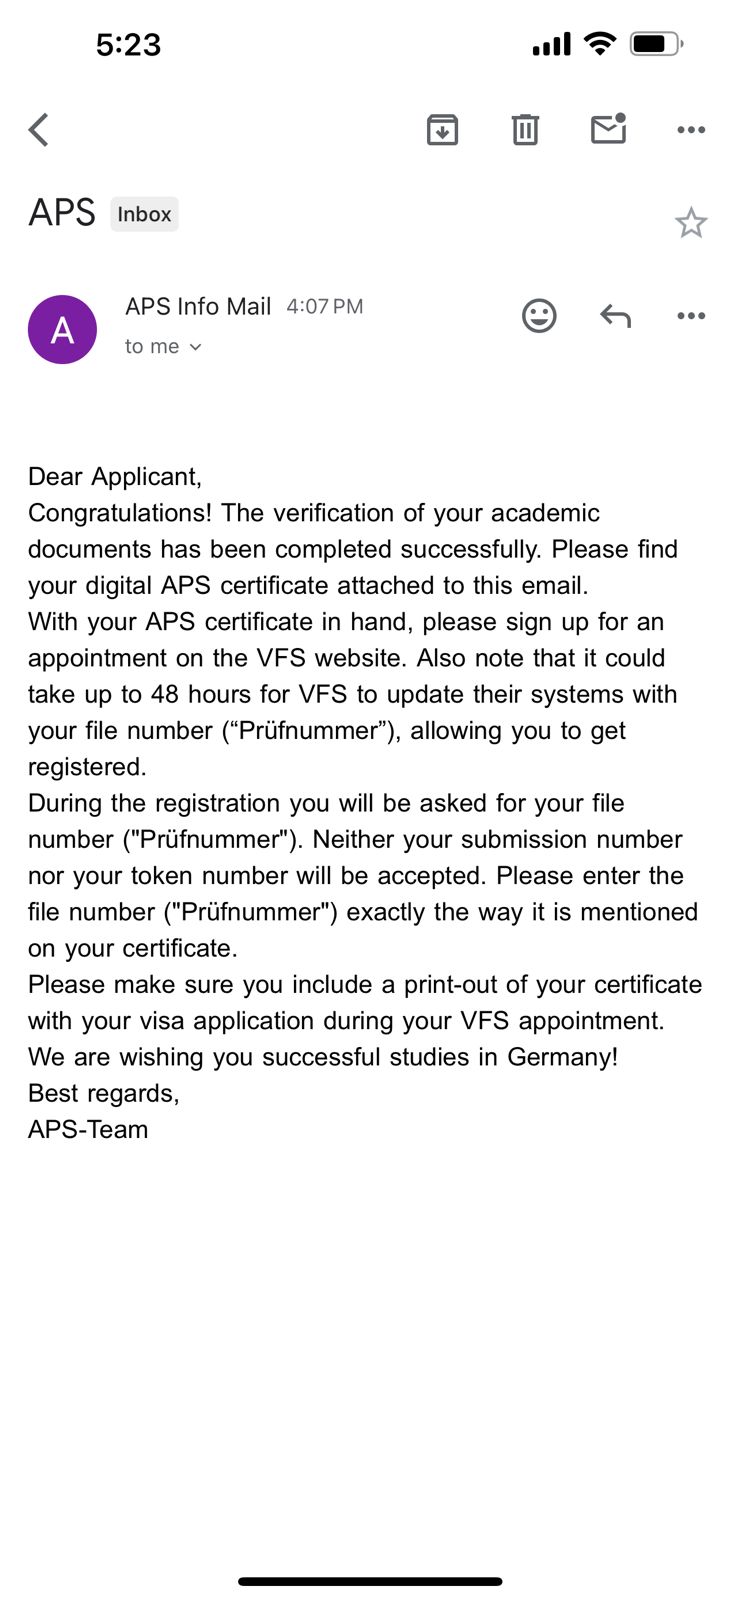 5:23
APS Inbox
A
APS Info Mail 4:07 PM
to me
Dear Applicant,
Congratulations! The verification of your academic
documents has been completed successfully. Please find
your digital APS certificate attached to this email.
With your APS certificate in hand, please sign up for an
appointment on the VFS website. Also note that it could
take up to 48 hours for VFS to update their systems with
your file number (“Prüfnummer”), allowing you to get
registered.
During the registration you will be asked for your file
number ("Prüfnummer"). Neither your submission number
nor your token number will be accepted. Please enter the
file number ("Prüfnummer") exactly the way it is mentioned
on your certificate.
Please make sure you include a print-out of your certificate
with your visa application during your VFS appointment.
We are wishing you successful studies in Germany!
Best regards,
APS-Team